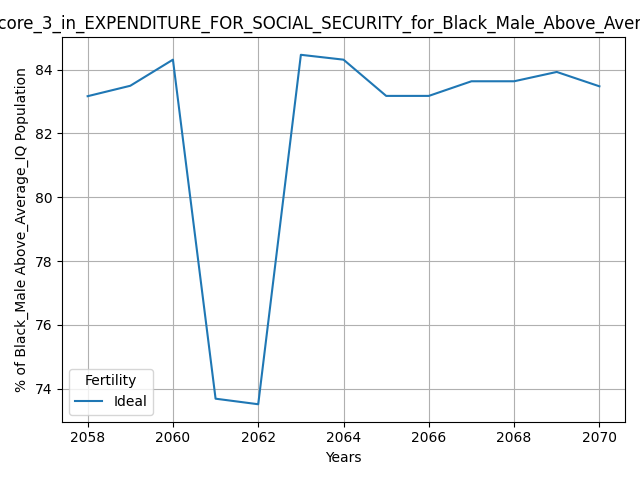 core_3_in_EXPENDITURE_FOR_SOCIAL_SECURITY_for_Black_Male_Above_Aver
84
82
80
78
76
74
% of Black_Male Above_Average_IQ Population
Fertility
Ideal
2058 2060 2062 2064 2066 2068 2070
Years